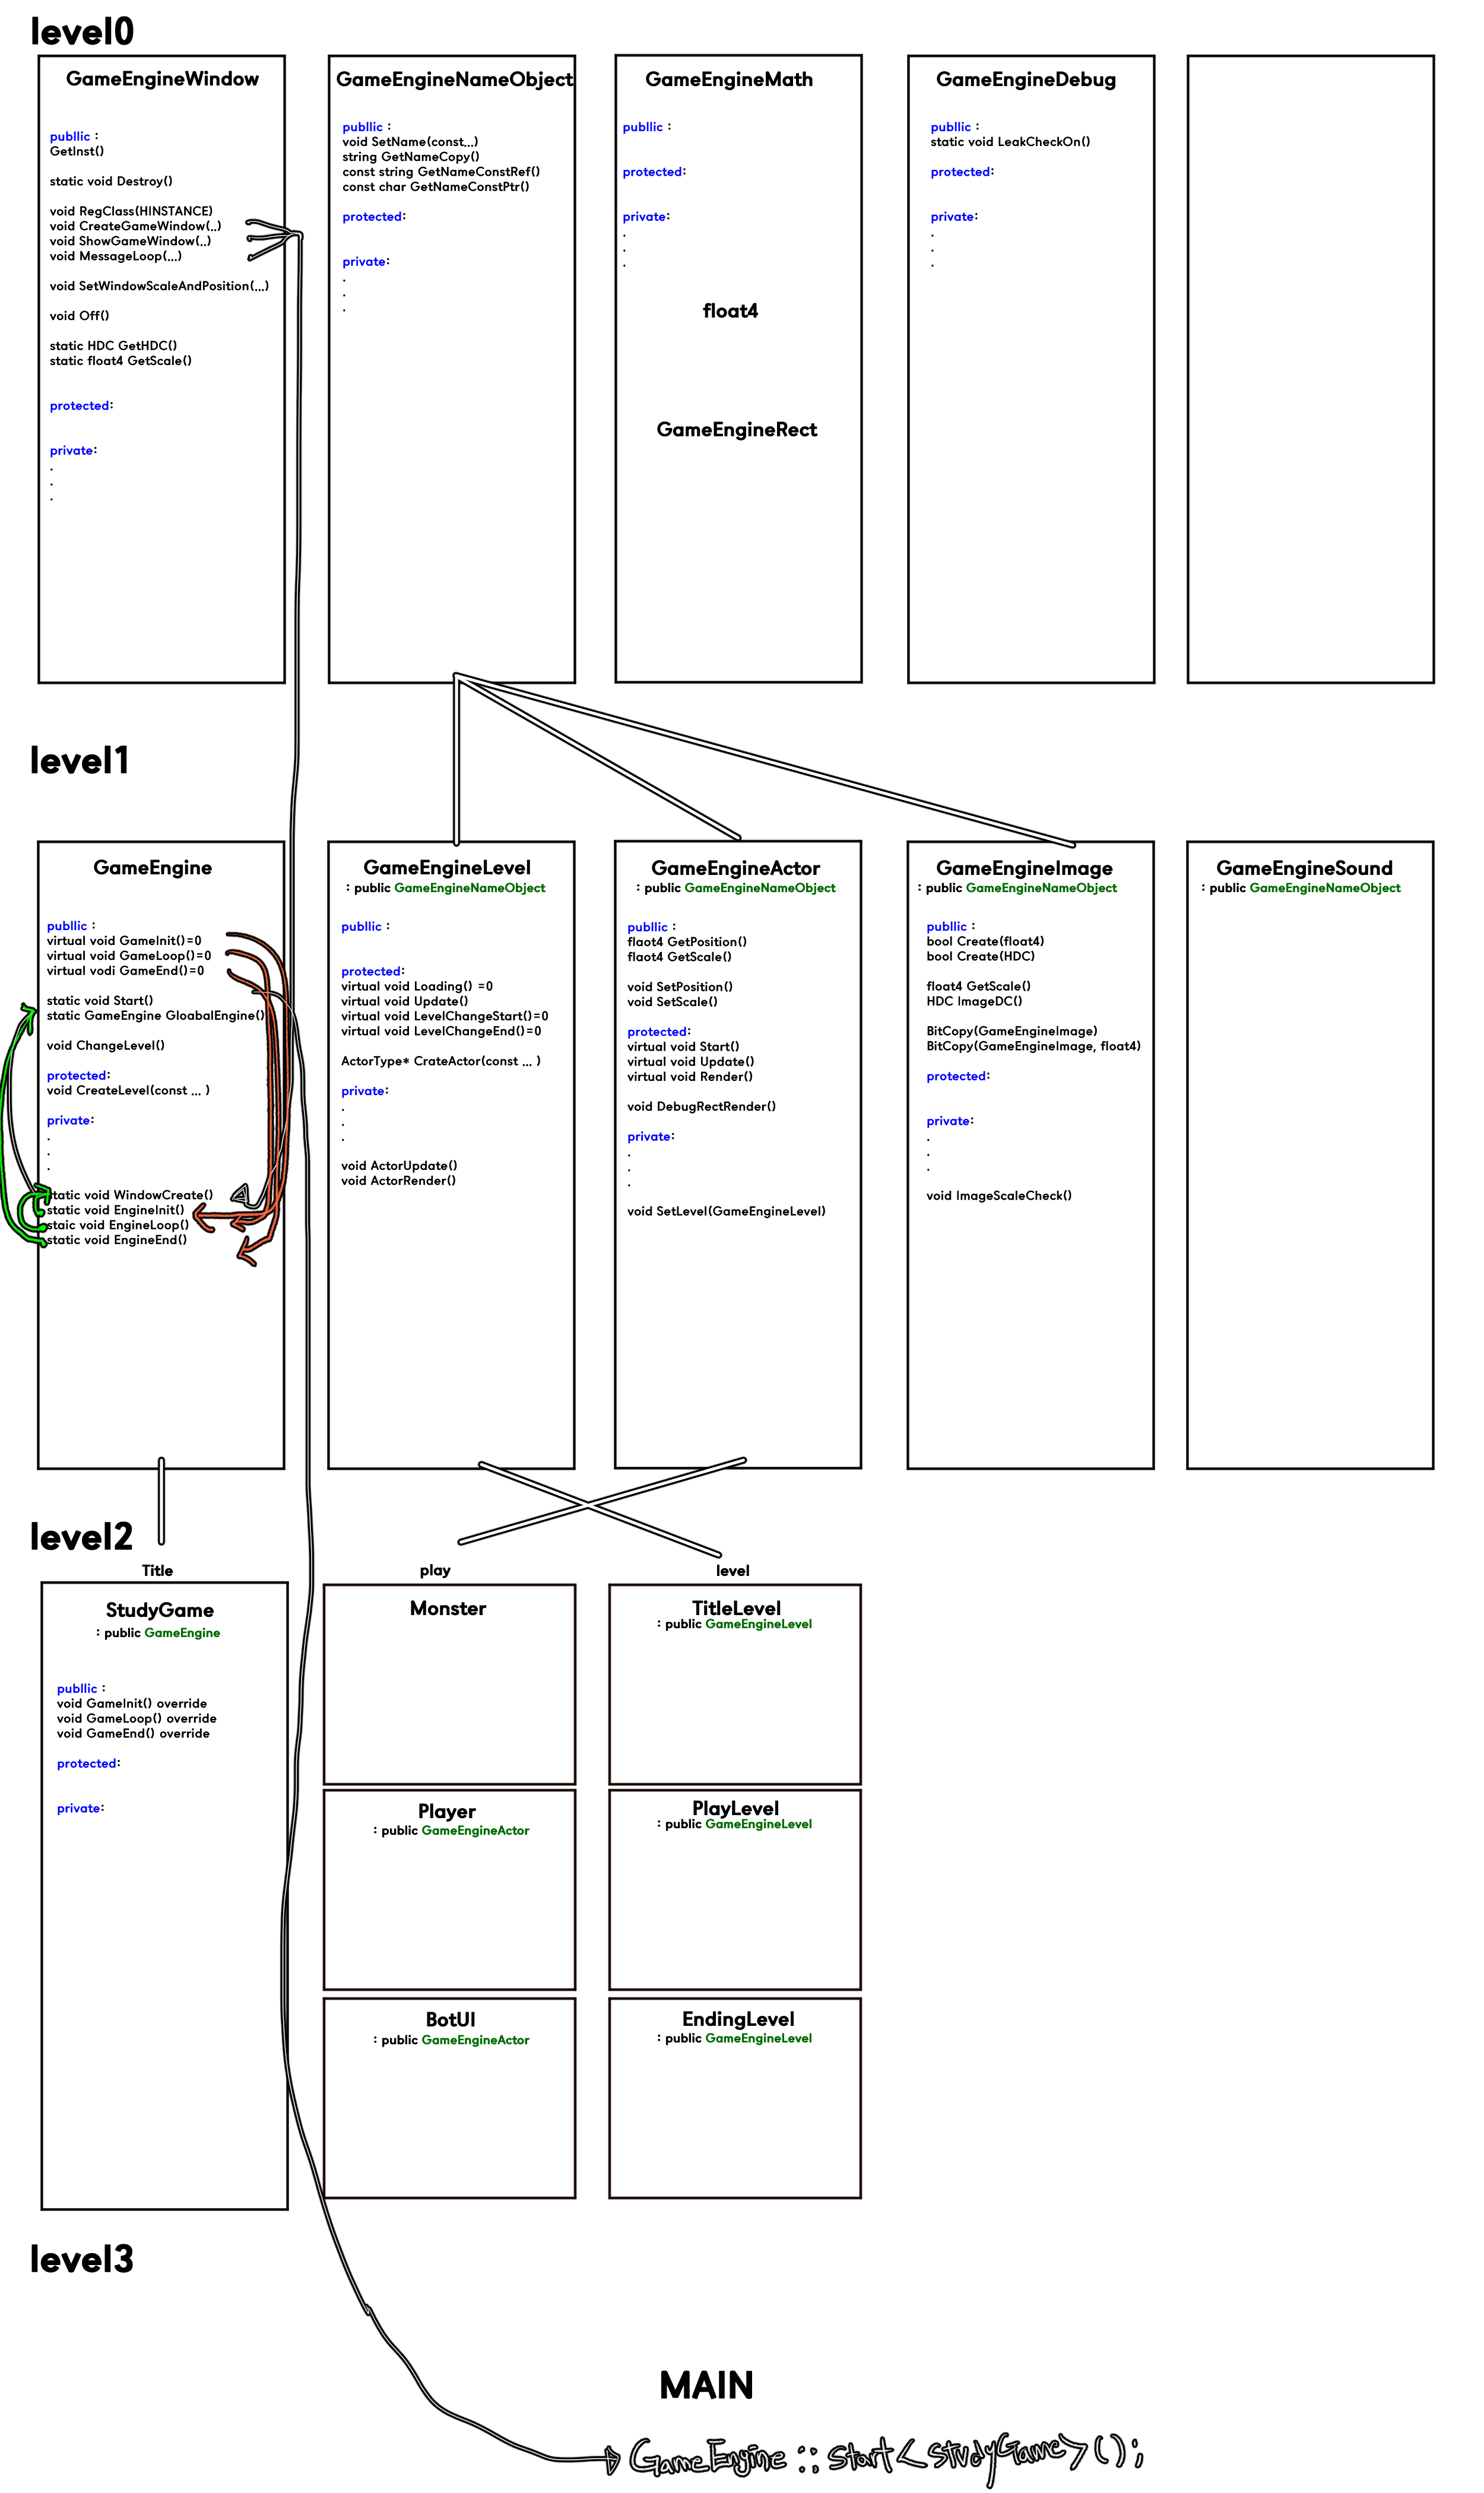 level0
GameEngineWindow
publlic :
GetInst()
static void Destroy()
void RegClass(HINSTANCE)
void CreateGameWindow(..)
void ShowGameWindow(..)
void MessageLoop(...)
void SetWindowScaleAndPosition(...)
void Off()
static HDC GetHDC()
static float4 GetScale()
protected:
private:
.
.
.
GameEngineNameObject
publlic :
void SetName(const...)
string GetNameCopy()
const string GetNameConstRef()
const char GetNameConstPtr()
protected:
private:
.
.
.
GameEngineMath
publlic :
protected:
private:
.
.
.
float4
GameEngineRect
GameEngineDebug
publlic :
static void LeakCheckOn()
protected:
private:
.
.
.
level1
GameEngine
publlic :
virtual void GameInit()=0
virtual void GameLoop()=0
virtual vodi GameEnd()=0
static void Start()
static GameEngine GloabalEngine()
void ChangeLevel()
protected:
void CreateLevel(const ... )
private:
.
.
.
static void WindowCreate()
static void EngineInit()
staic void EngineLoop()
static void EngineEnd()
GameEngineLevel
: public GameEngineNameObject
publlic :
protected:
virtual void Loading() =0
virtual void Update()
virtual void LevelChangeStart()=0
virtual void LevelChangeEnd()=0
ActorType* CrateActor(const ... )
private:
.
.
.
void ActorUpdate()
void ActorRender()
GameEngineActor
: public GameEngineNameObject
publlic :
flaot4 GetPosition()
flaot4 GetScale()
void SetPosition()
void SetScale()
protected:
virtual void Start()
virtual void Update()
virtual void Render()
void DebugRectRender()
private:
.
.
.
void SetLevel(GameEngineLevel)
GameEngineImage
: public GameEngineNameObject
publlic :
bool Create(float4)
bool Create(HDC)
float4 GetScale()
HDC ImageDC()
BitCopy(GameEngineImage)
BitCopy(GameEngineImage, float4)
protected:
private:
.
.
.
void ImageScaleCheck()
GameEngineSound
: public GameEngineNameObject
level2
Title
StudyGame
: public GameEngine
publlic :
void GameInit() override
void GameLoop() override
void GameEnd() override
protected:
private:
play
Monster
Player
: public GameEngineActor
BotUI
: public GameEngineActor
level
TitleLevel
: public GameEngineLevel
PlayLevel
: public GameEngineLevel
EndingLevel
: public GameEngineLevel
level3
MAIN
GameEngine :: start<studyGame>();